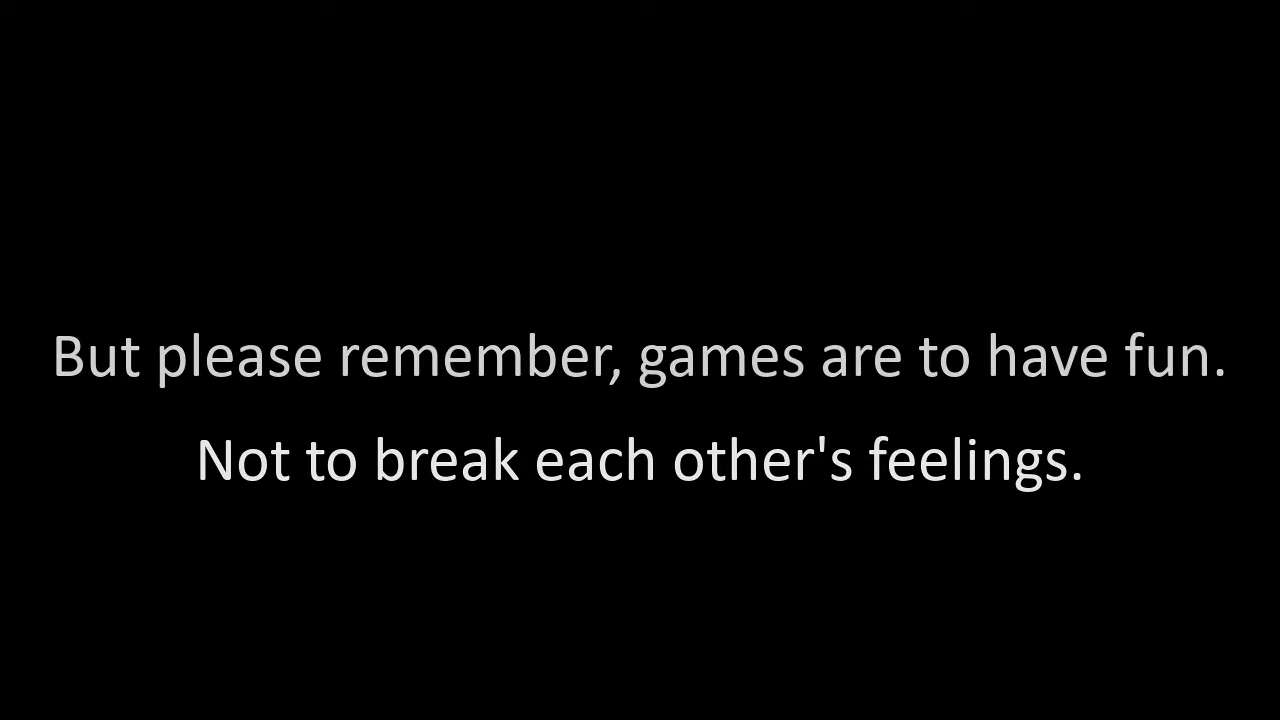 But please remember, games are to have fun.
Not to break each other's feelings.